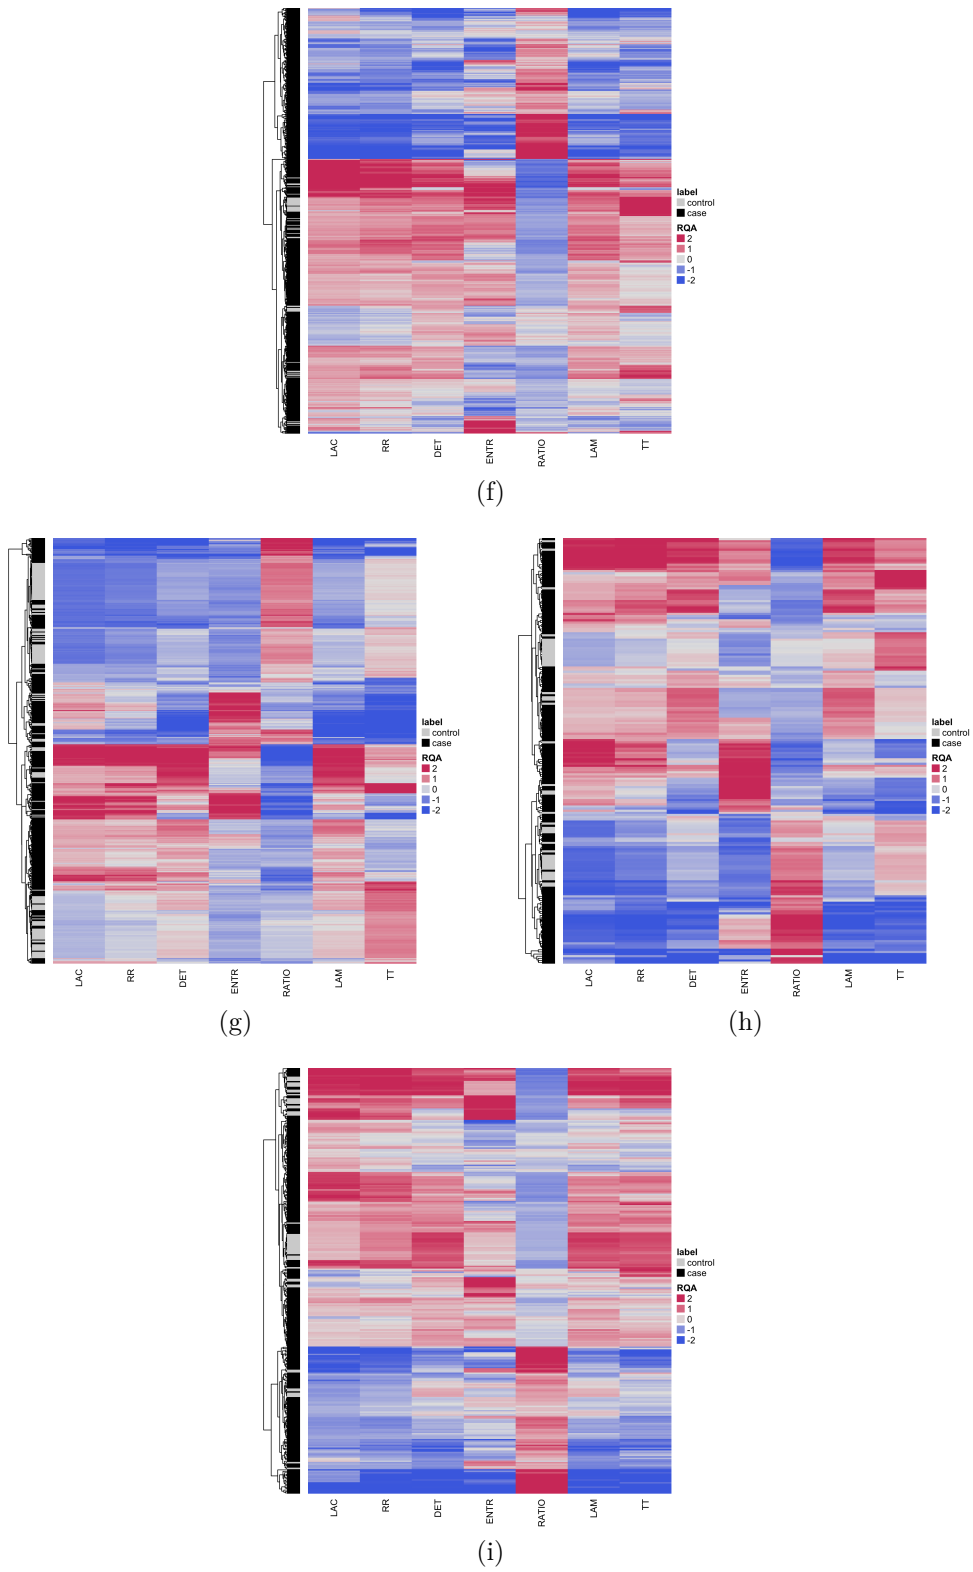 label
control
case
RQA
2
1
0
-1
-2
LAC RR DET ENTR RATIO LAM TT
(f)
label
control
case
RQA
2
1
0
-1
-2
LAC RR DET ENTR RATIO LAM TT
(g)
label
control
case
RQA
2
1
0
-1
-2
LAC RR DET ENTR RATIO LAM TT
(h)
label
control
case
RQA
2
1
0
-1
-2
LAC RR DET ENTR RATIO LAM TT
(i)